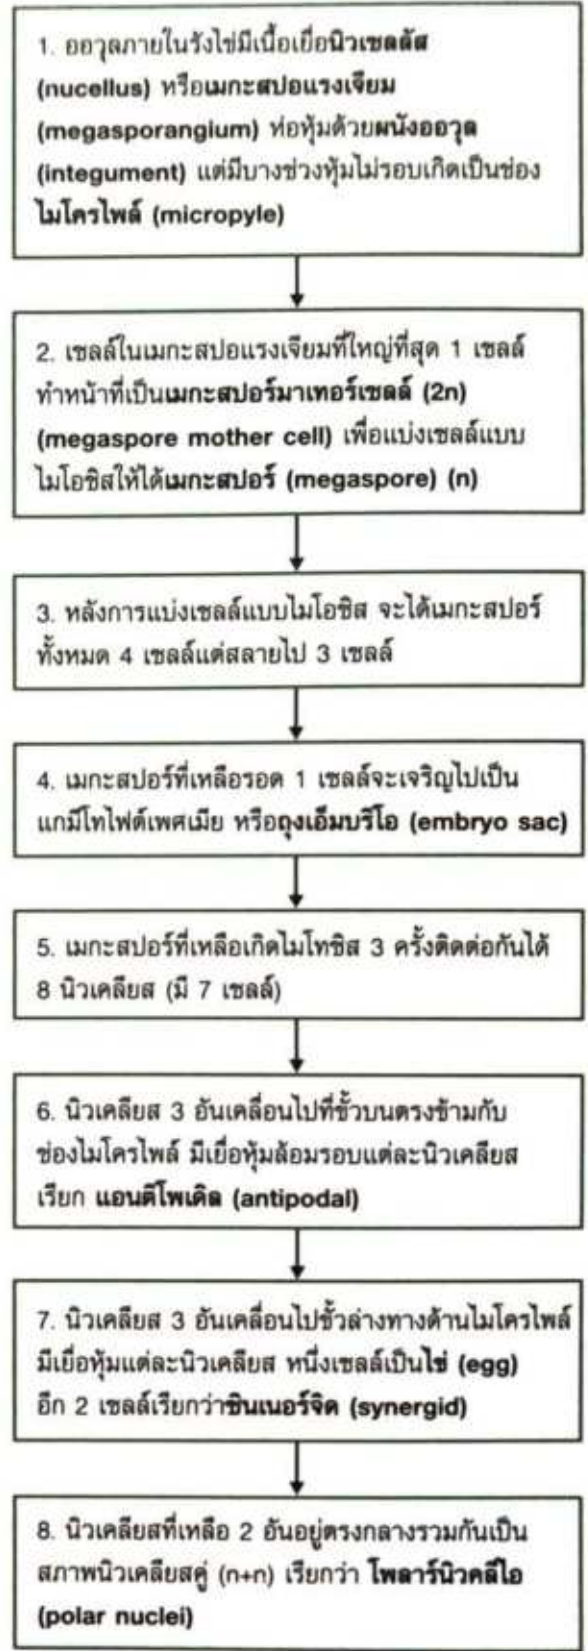 1. ออวุลภายในรังไข่มีเนื้อเยื่อนิวเซลลัส
(nucellus) หรือเมกะสปอแรงเจียม
(megasporangium) ห่อหุ้มด้วยผนังออวุล
(integument) แต่มีบางช่วงหุ้มไม่รอบเกิดเป็นช่อง
ไมโครไพล์ (micropyle)
2. เซลล์ในเมกะสปอแรงเจียมที่ใหญ่ที่สุด 1 เซลล์
ทำหน้าที่เป็นเมกะสปอร์มาเทอร์เซลล์ (2n)
(megaspore mother cell) เพื่อแบ่งเซลล์แบบ
ไมโอซิสให้ได้เมกะสปอร์ (megaspore) (n)
3. หลังการแบ่งเซลล์แบบไมโอซิส จะได้เมกะสปอร์
ทั้งหมด 4 เซลล์แต่สลายไป 3 เซลล์
4. เมกะสปอร์ที่เหลือรอด 1 เซลล์จะเจริญไปเป็น
แกมีโทไฟต์เพศเมีย หรือถุงเอ็มบริโอ (embryo sac)
5. เมกะสปอร์ที่เหลือเกิดไมโทซิส 3 ครั้งติดต่อกันได้
8 นิวเคลียส (มี 7 เซลล์)
6. นิวเคลียส 3 อันเคลื่อนไปที่ขั้วบนตรงข้ามกับ
ช่องไมโครไพล์ มีเยื่อหุ้มล้อมรอบแต่ละนิวเคลียส
เรียก แอนติโพเดิล (antipodal)
7. นิวเคลียส 3 อันเคลื่อนไปขั้วล่างทางด้านไมโครไพล์
มีเยื่อหุ้มแต่ละนิวเคลียส หนึ่งเซลล์เป็นไข่ (egg)
อีก 2 เซลล์เรียกว่าซินเนอร์จิด (synergid)
8. นิวเคลียสที่เหลือ 2 อันอยู่ตรงกลางรวมกันเป็น
สภาพนิวเคลียสคู่ (n+n) เรียกว่า โพลาร์นิวคลีไอ
(polar nuclei)